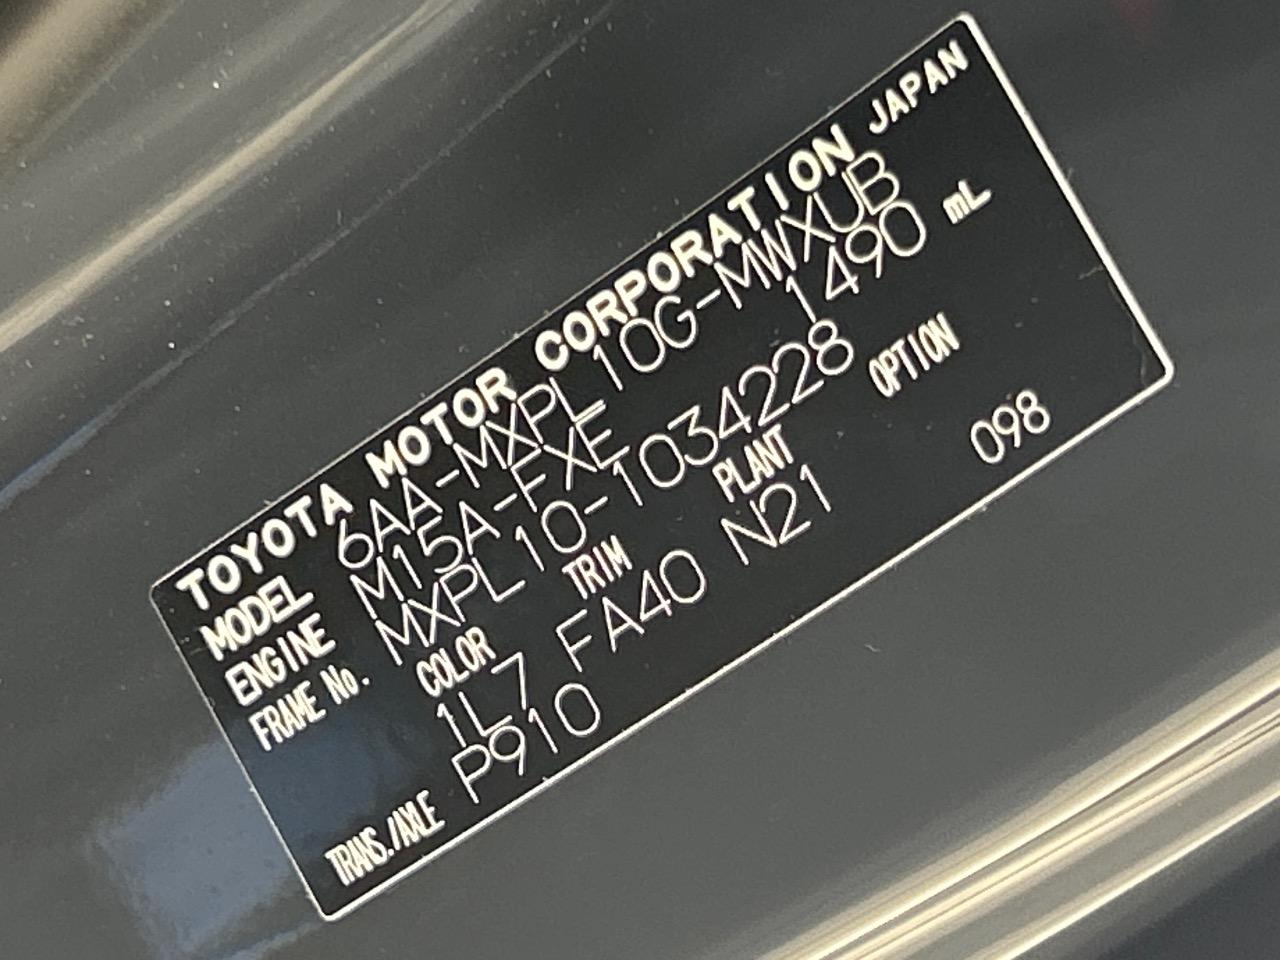 TOYOTA MOTOR CORPORATION JAPAN
MODEL 6AA-MXPL10G-MWXUB
ENGINE M15A-FXE 1490 mL
FRAME No. MXPL10-1034228
COLOR TRIM PLANT OPTION
1L7 FA40 N21 098
TRANS./AXLE P910